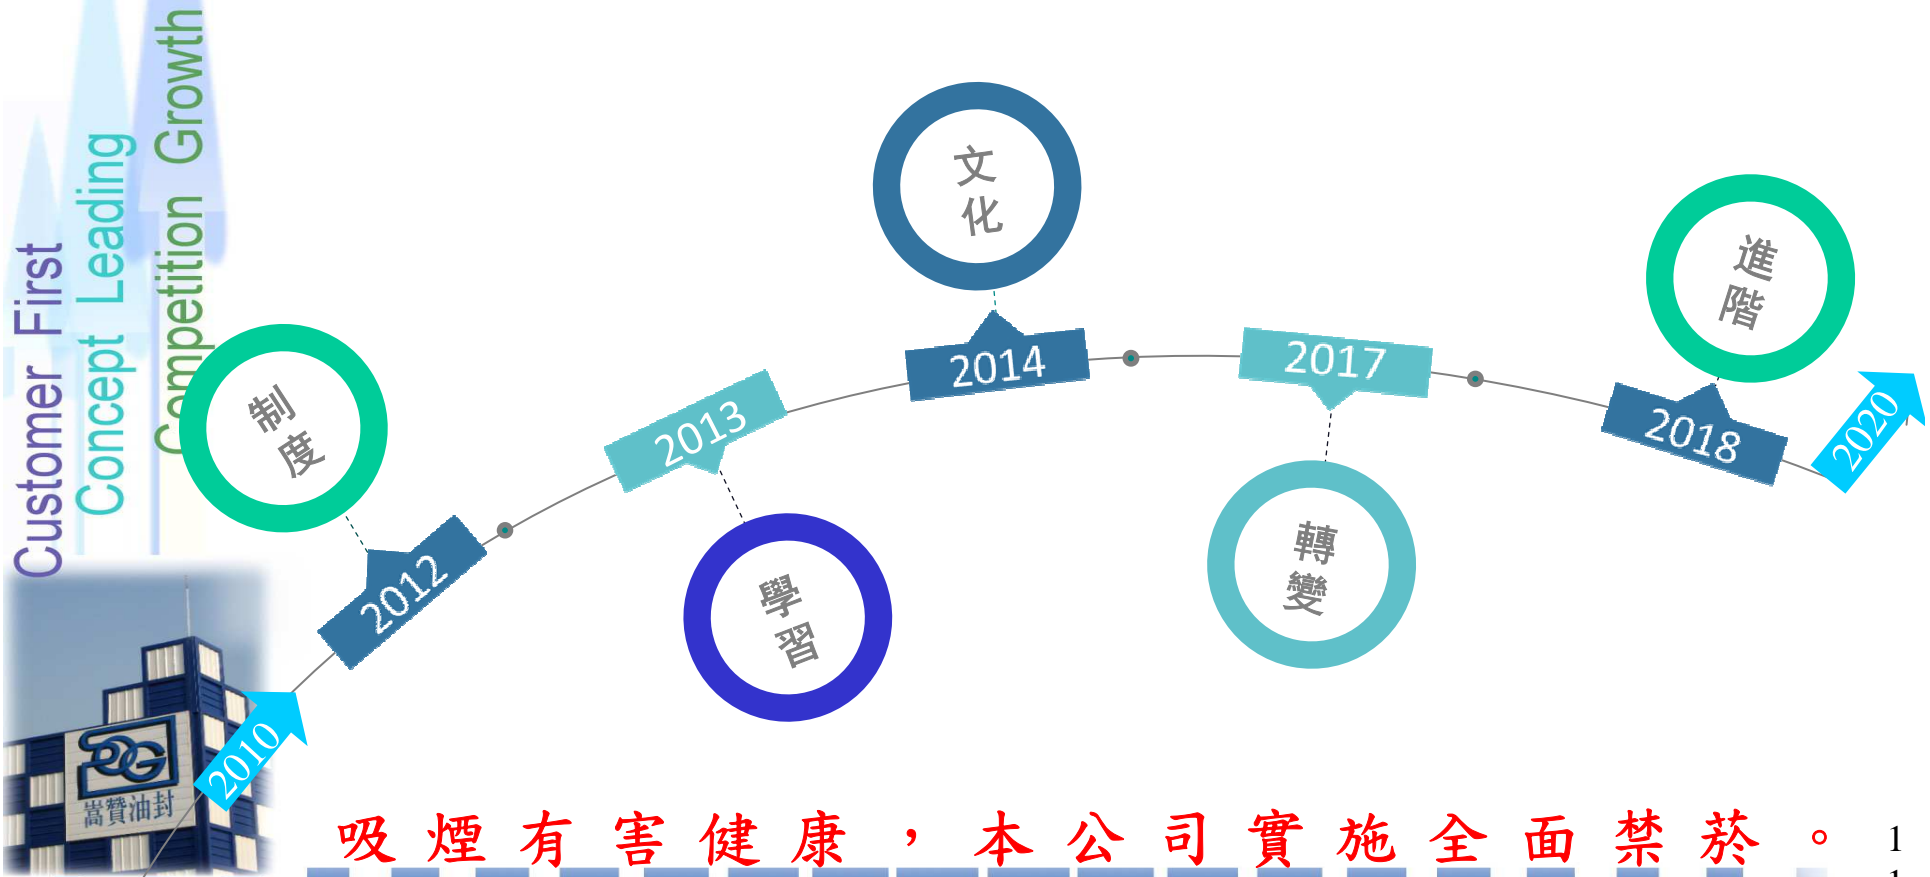 Customer First
Concept Leading
Competition Growth
制度
2012
2013
學習
文化
2014
2017
轉變
進階
2018
2020
2010
SOG
嵩贊油封
吸煙有害健康，本公司實施全面禁菸。
1